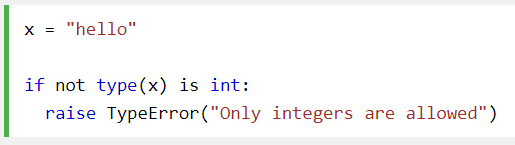 x = "hello"
if not type(x) is int:
  raise TypeError("Only integers are allowed")